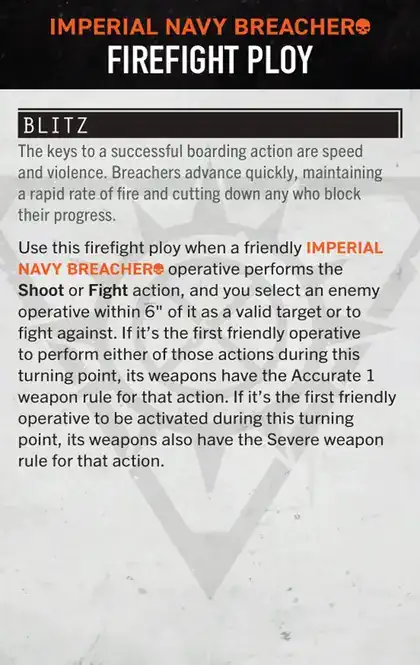 IMPERIAL NAVY BREACHER
FIREFIGHT PLOY
BLITZ
The keys to a successful boarding action are speed
and violence. Breachers advance quickly, maintaining
a rapid rate of fire and cutting down any who block
their progress.
Use this firefight ploy when a friendly IMPERIAL
NAVY BREACHER operative performs the
Shoot or Fight action, and you select an enemy
operative within 6" of it as a valid target or to
fight against. If it's the first friendly operative
to perform either of those actions during this
turning point, its weapons have the Accurate 1
weapon rule for that action. If it's the first friendly
operative to be activated during this turning
point, its weapons also have the Severe weapon
rule for that action.